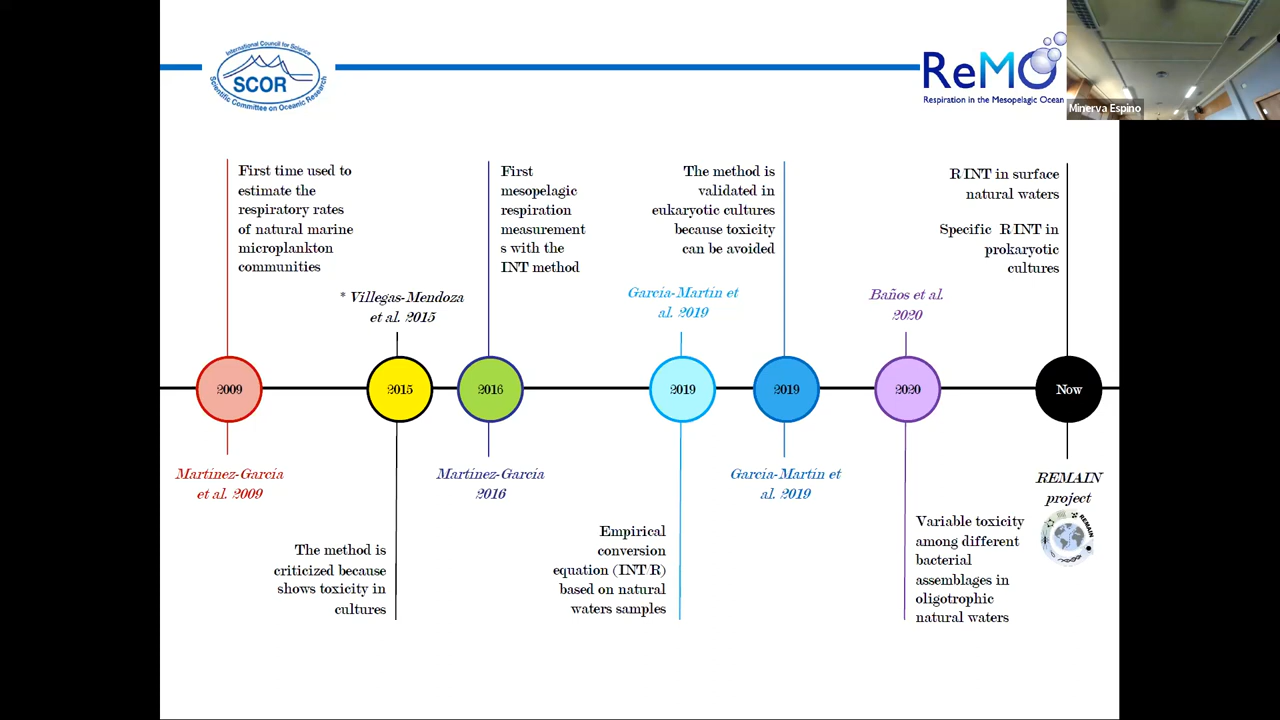 International Council for Science
SCOR
Scientific Committee on Oceanic Research
ReMO
Respiration in the Mesopelagic Ocean
Minerva Espino
First time used to
estimate the
respiratory rates
of natural marine
microplankton
communities
* Villegas-Mendoza
et al. 2015
First
mesopelagic
respiration
measurement
s with the
INT method
The method is
validated in
eukaryotic cultures
because toxicity
can be avoided
García-Martín et
al. 2019
Baños et al.
2020
R INT in surface
natural waters
Specific R INT in
prokaryotic
cultures
2009
2015
2016
2019
2019
2020
Now
Martínez-García
et al. 2009
The method is
criticized because
shows toxicity in
cultures
Martínez-García
2016
Empirical
conversion
equation (INT R)
based on natural
waters samples
García-Martín et
al. 2019
Variable toxicity
among different
bacterial
assemblages in
oligotrophic
natural waters
REMAIN
project
REMAIN